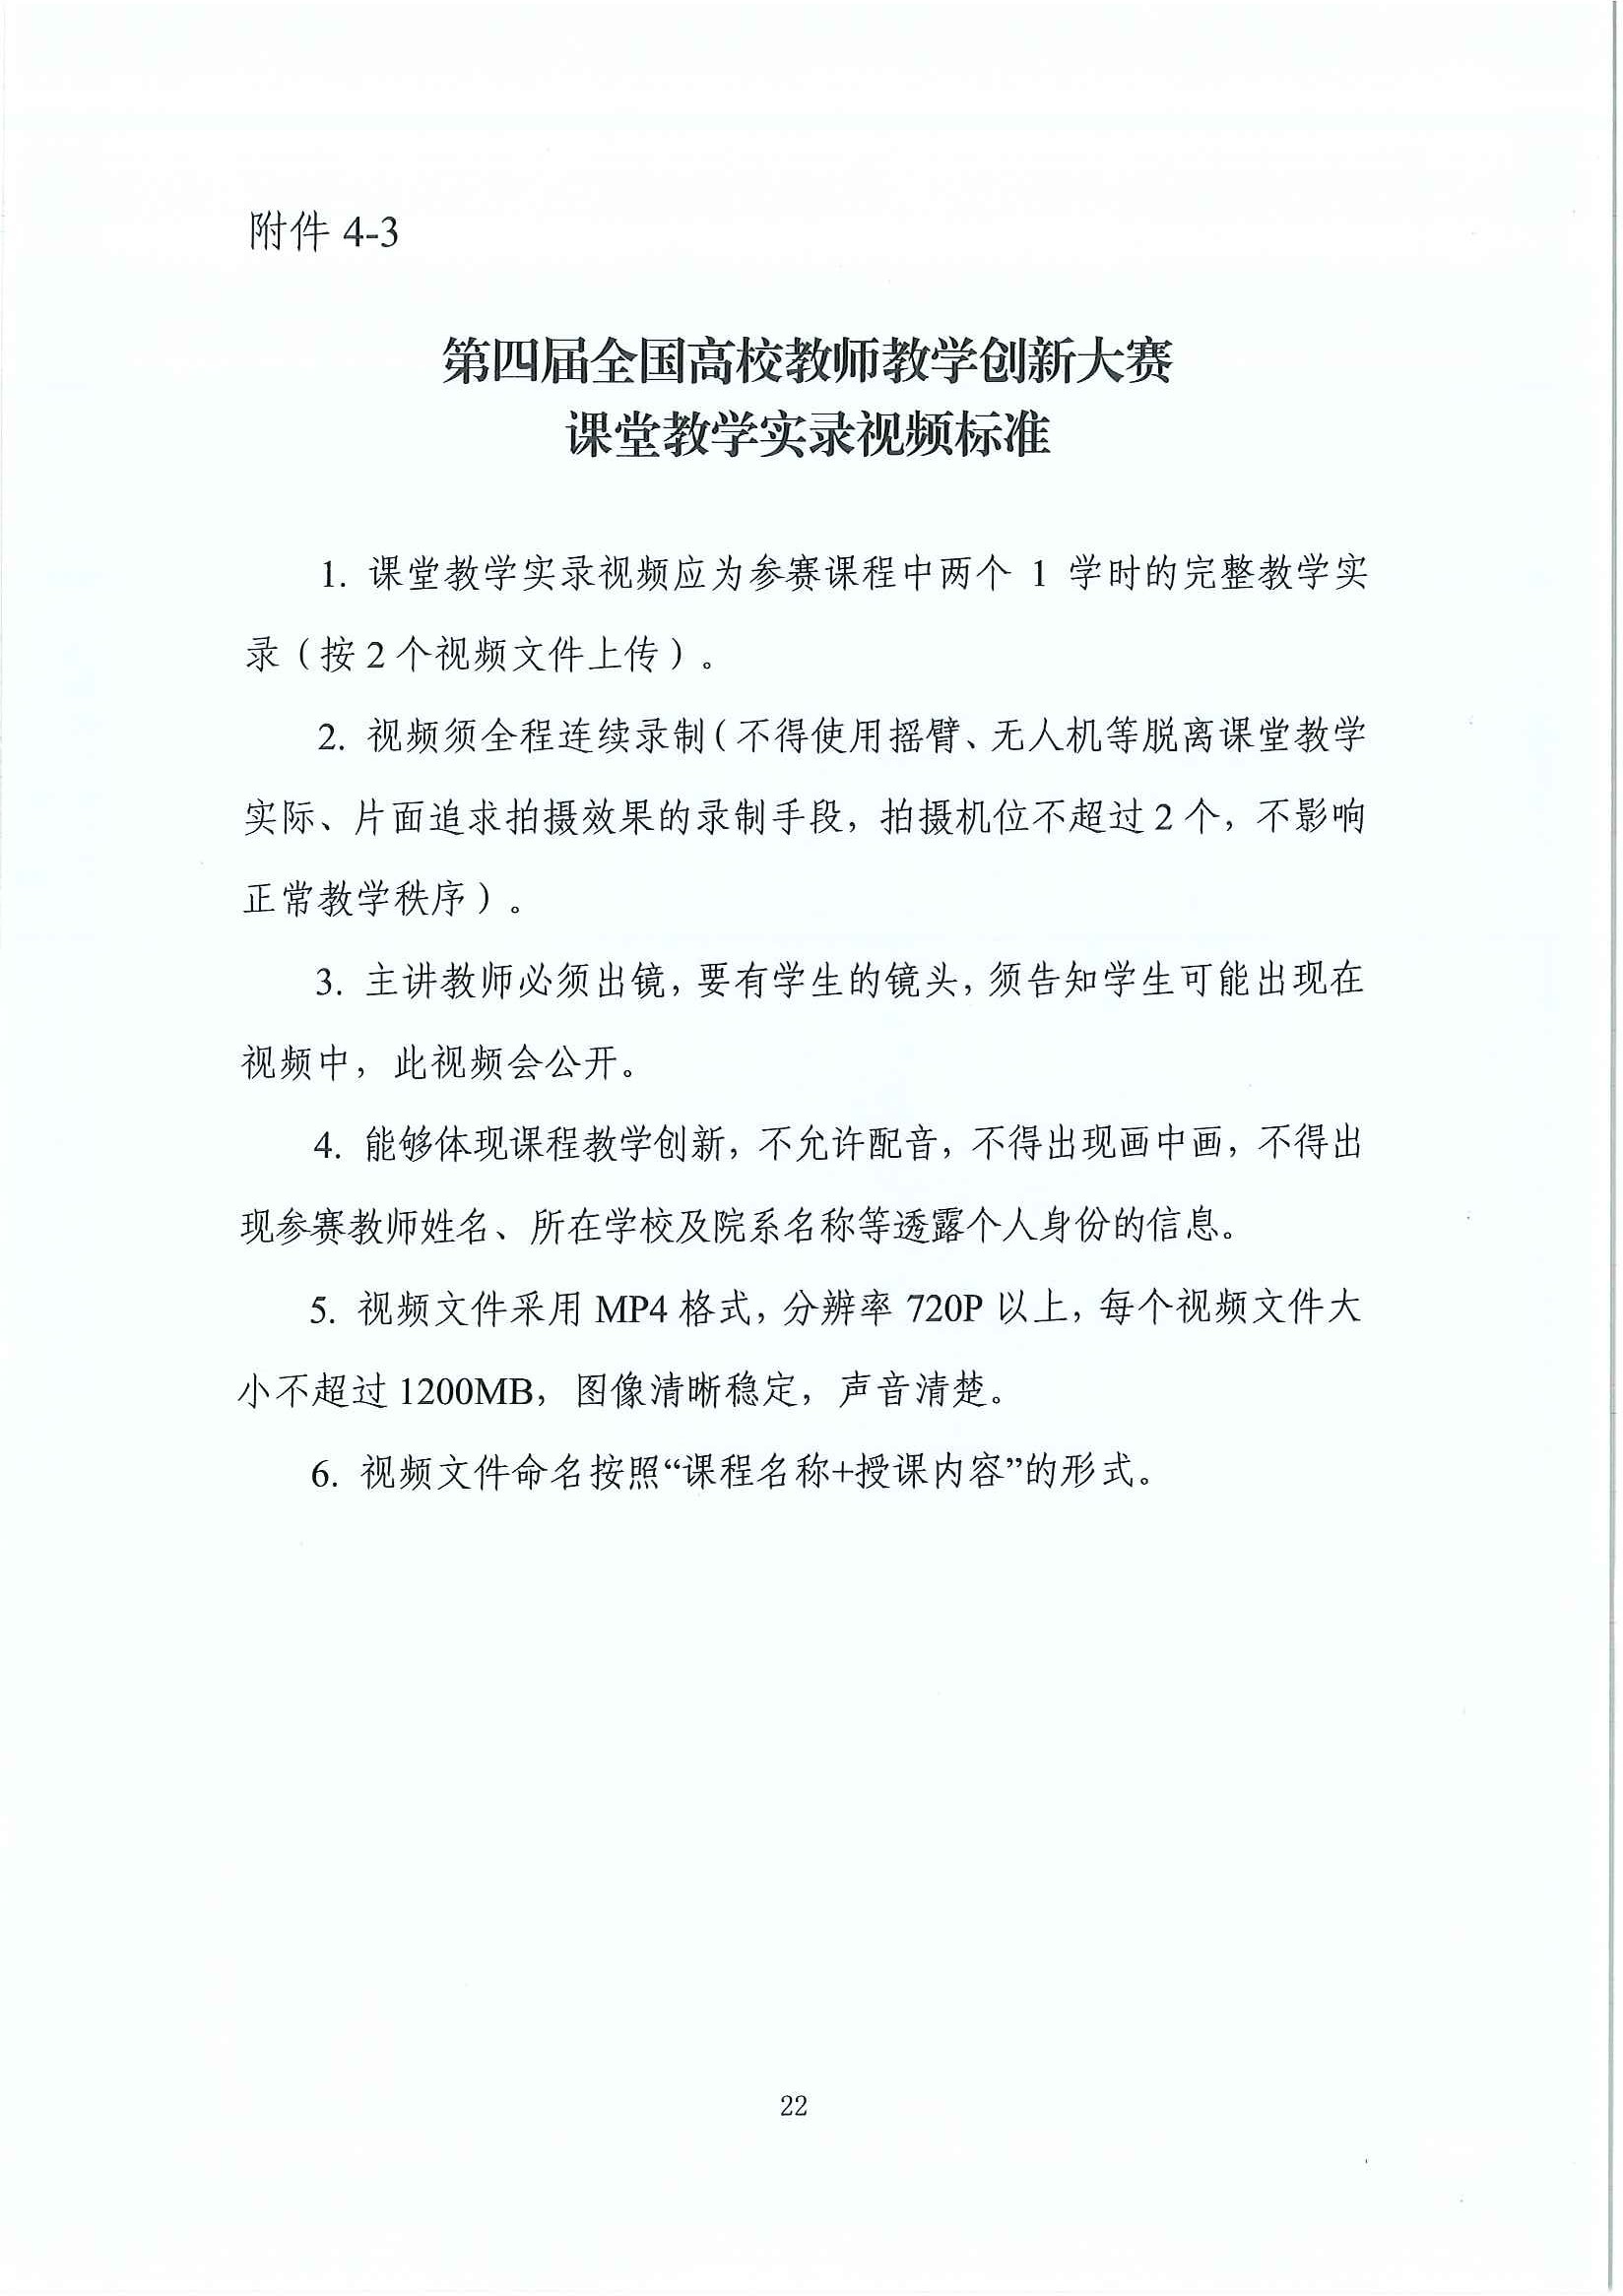 附件 4-3
第四届全国高校教师教学创新大赛
课堂教学实录视频标准
1. 课堂教学实录视频应为参赛课程中两个 1 学时的完整教学实
录（按 2 个视频文件上传）。
2. 视频须全程连续录制（不得使用摇臂、无人机等脱离课堂教学
实际、片面追求拍摄效果的录制手段，拍摄机位不超过 2 个，不影响
正常教学秩序）。
3. 主讲教师必须出镜，要有学生的镜头，须告知学生可能出现在
视频中，此视频会公开。
4. 能够体现课程教学创新，不允许配音，不得出现画中画，不得出
现参赛教师姓名、所在学校及院系名称等透露个人身份的信息。
5. 视频文件采用 MP4 格式，分辨率 720P 以上，每个视频文件大
小不超过 1200MB，图像清晰稳定，声音清楚。
6. 视频文件命名按照“课程名称+授课内容”的形式。
22